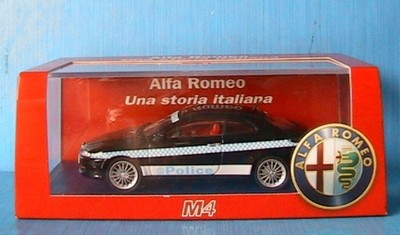 Alfa Romeo
Una storia italiana
Police
ALFA ROMEO
M4